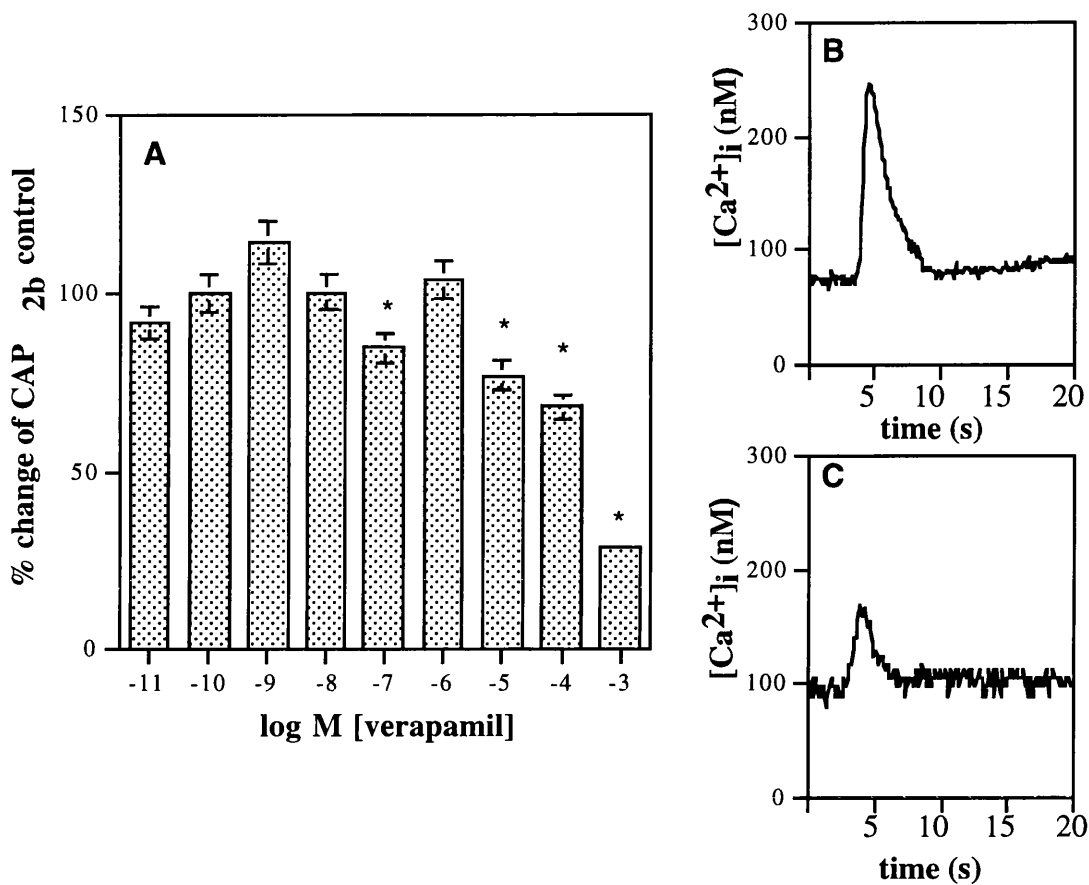 A
% change of CAP 2b control
150
100
50
0
* * * *
-11 -10 -9 -8 -7 -6 -5 -4 -3
log M [verapamil]
B
[Ca2+]i (nM)
300
200
100
0
5 10 15 20
time (s)
C
[Ca2+]i (nM)
300
200
100
0
5 10 15 20
time (s)